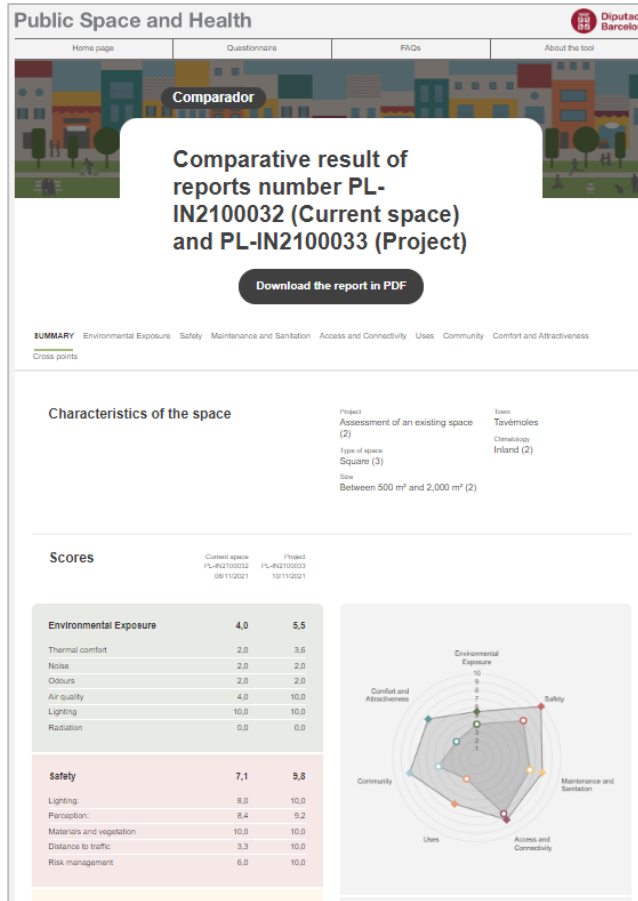 Public Space and Health
Diputac
Barcelo
Home page
Questionnaire
FAQs
About the tool
Comparador
Comparative result of
reports number PL-
IN2100032 (Current space)
and PL-IN2100033 (Project)
Download the report in PDF
SUMMARY Environmental Exposure Safety Maintenance and Sanitation Access and Connectivity Uses Community Comfort and Attractiveness
Cross points
Characteristics of the space
Project
Assessment of an existing space
(2)
Type of space
Square (3)
Size
Between 500 m² and 2,000 m² (2)
Town
Tavèrnoles
Climatology
Inland (2)
Scores
Current space
PL-IN2100032
08/11/2021
Project
PL-IN2100033
10/11/2021
Environmental Exposure 4,0 5,5
Thermal comfort 2,0 3,6
Noise 2,0 2,0
Odours 2,0 2,0
Air quality 4,0 10,0
Lighting 10,0 10,0
Radiation 0,0 0,0
Safety 7,1 9,8
Lighting: 8,0 10,0
Perception: 8,4 9,2
Materials and vegetation 10,0 10,0
Distance to traffic 3,3 10,0
Risk management 6,0 10,0
Environmental
Exposure
10
9
8
7
6
5
3
2
1
Safety
Maintenance and
Sanitation
Access and
Connectivity
Uses
Community
Comfort and
Attractiveness